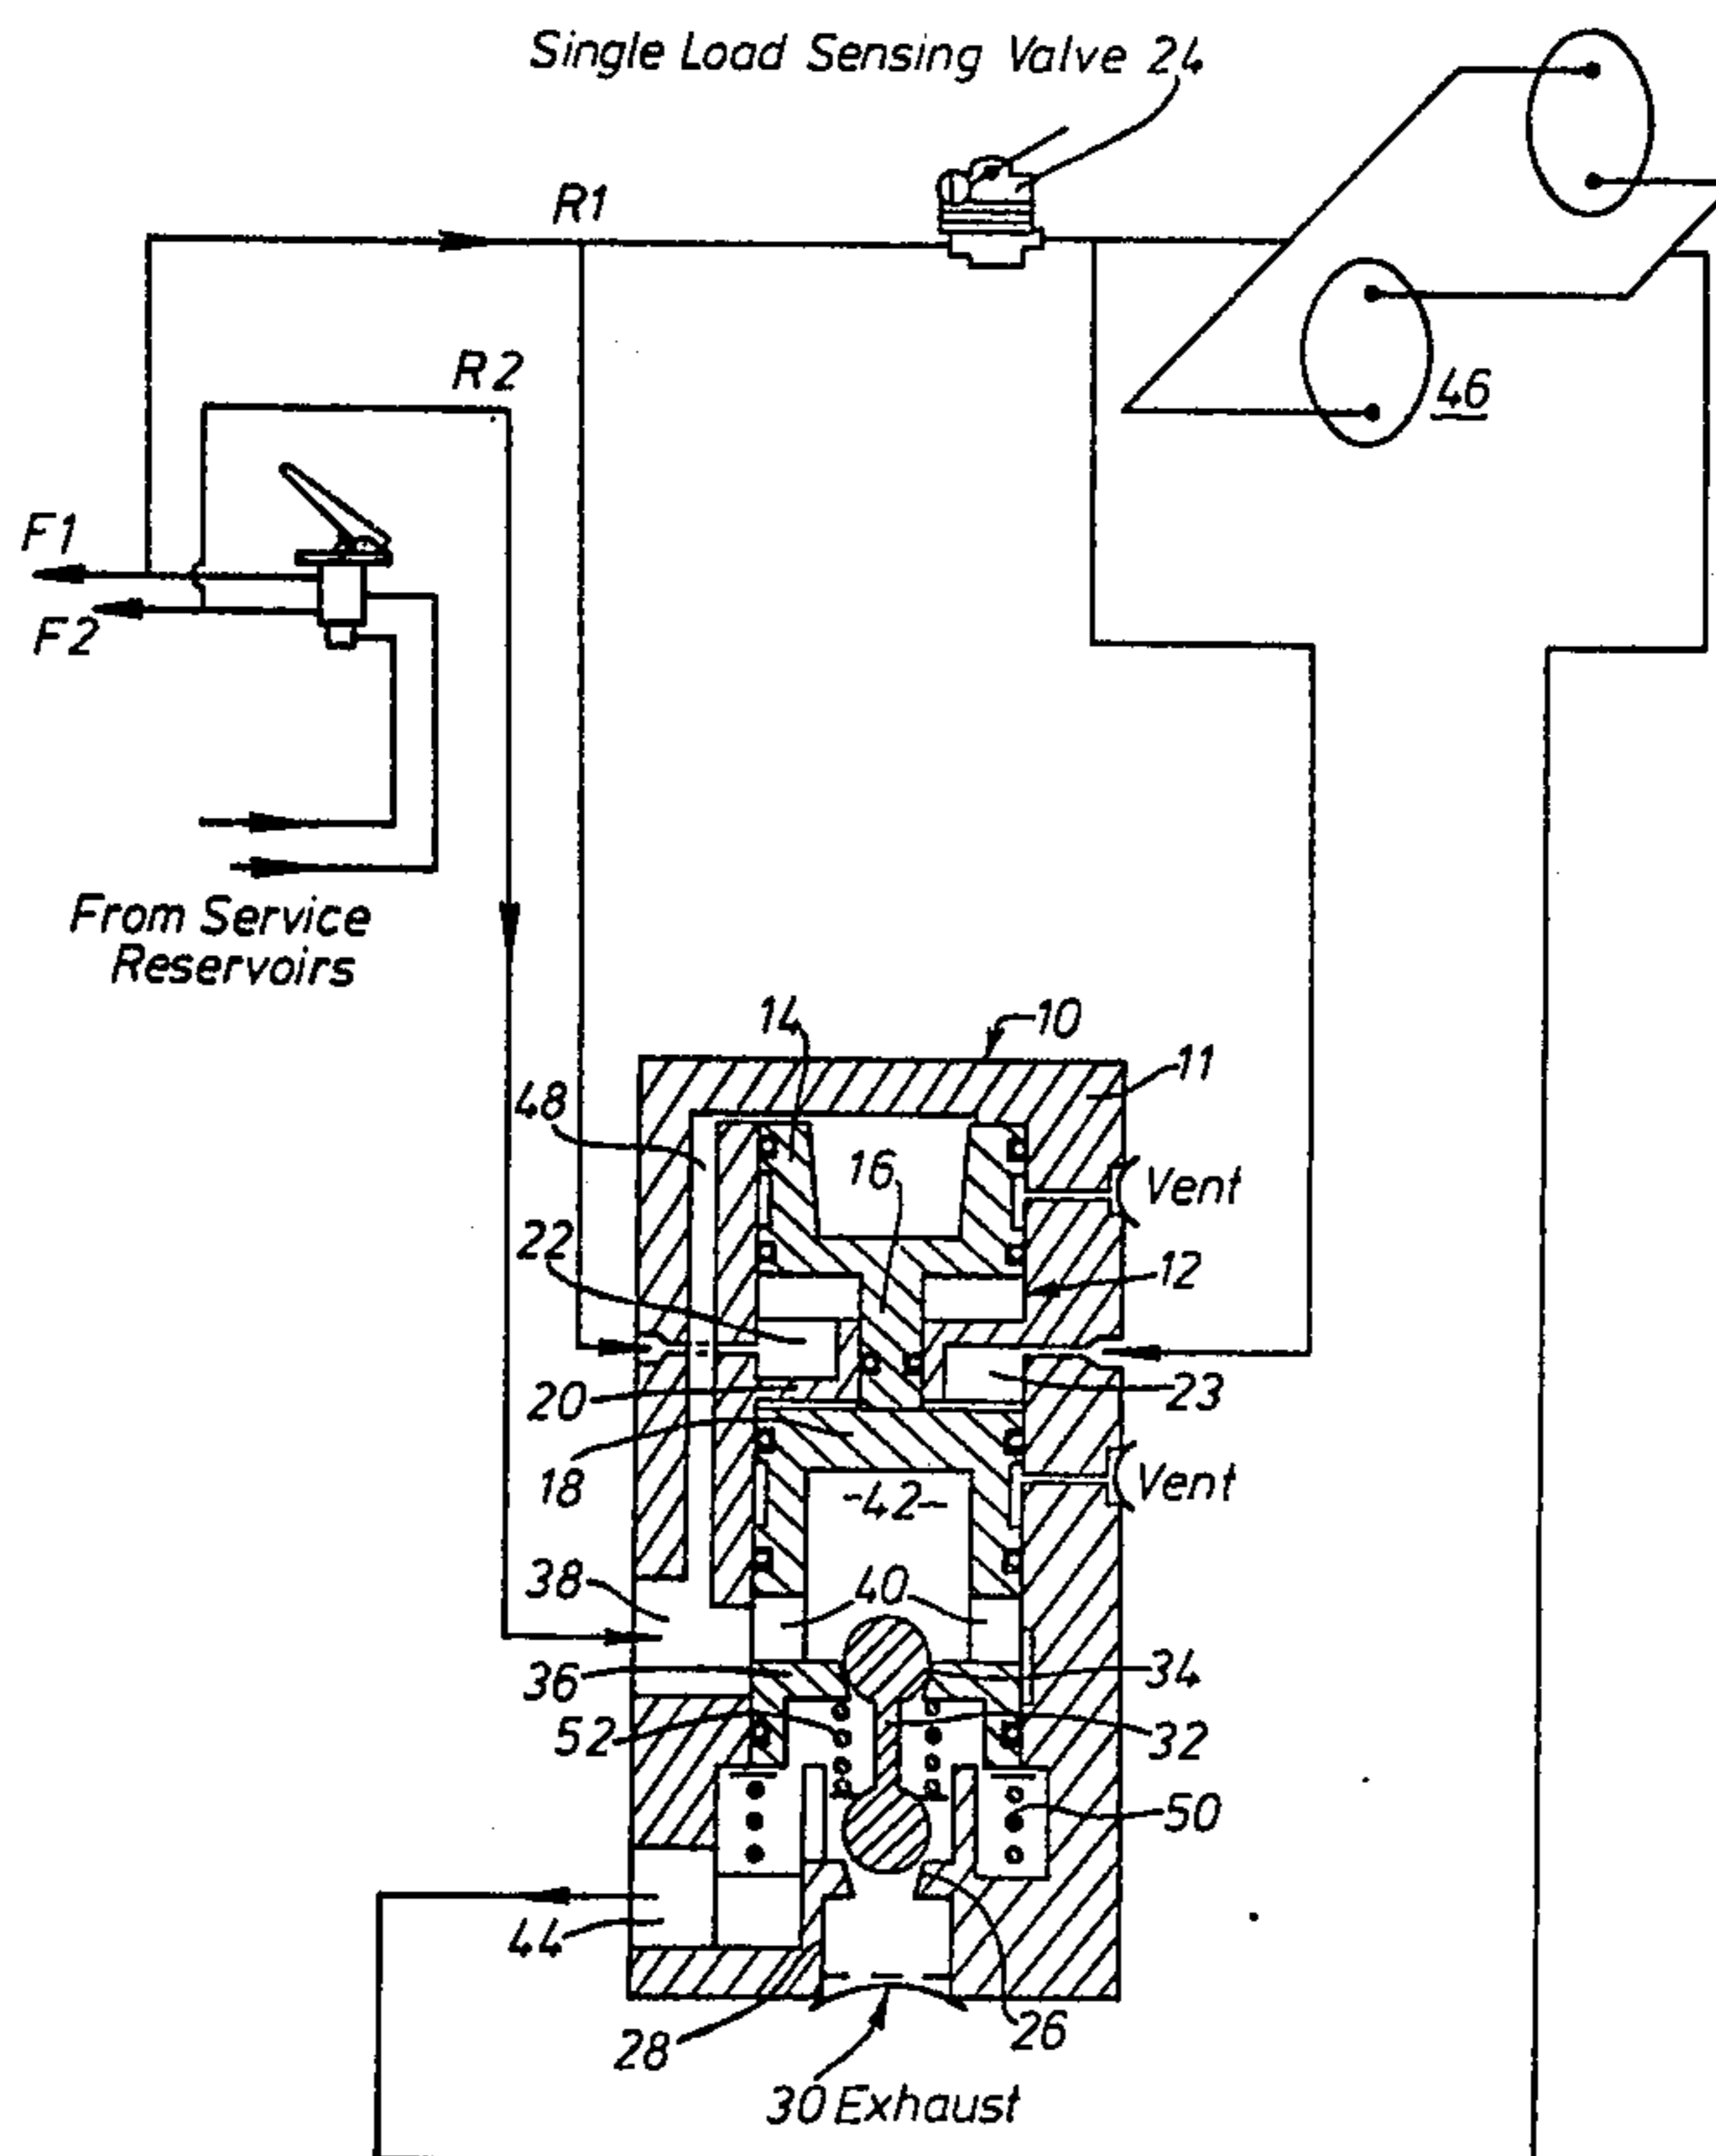 Single Load Sensing Valve 24
R1
R2
46
F1
F2
From Service
Reservoirs
14
10
11
48
16
Vent
22
12
20
23
18
-42-
Vent
38
40
36
34
52
32
50
44
28
26
30 Exhaust